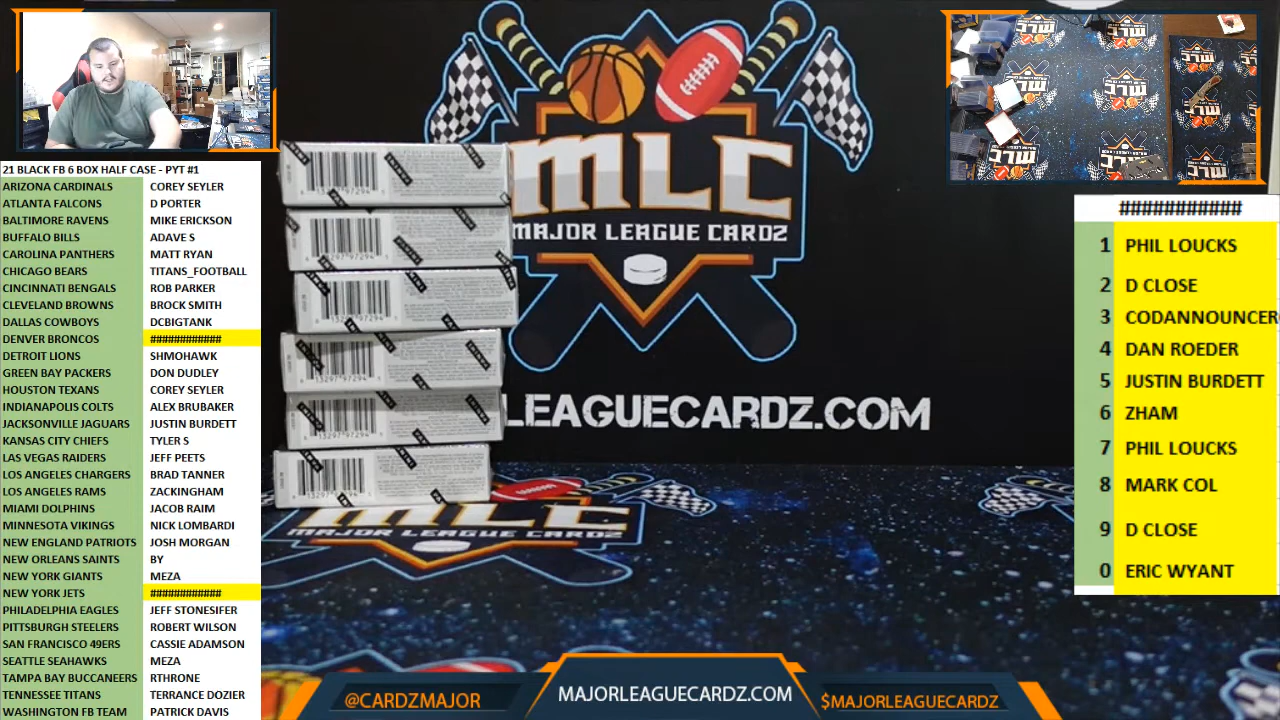 21 BLACK FB 6 BOX HALF CASE - PYT #1
ARIZONA CARDINALS COREY SEYLER
ATLANTA FALCONS D PORTER
BALTIMORE RAVENS MIKE ERICKSON
BUFFALO BILLS ADAVE S
CAROLINA PANTHERS MATT RYAN
CHICAGO BEARS TITANS_FOOTBALL
CINCINNATI BENGALS ROB PARKER
CLEVELAND BROWNS BROCK SMITH
DALLAS COWBOYS DCBIGTANK
DENVER BRONCOS ############
DETROIT LIONS SHMOHAWK
GREEN BAY PACKERS DON DUDLEY
HOUSTON TEXANS COREY SEYLER
INDIANAPOLIS COLTS ALEX BRUBAKER
JACKSONVILLE JAGUARS JUSTIN BURDETT
KANSAS CITY CHIEFS TYLER S
LAS VEGAS RAIDERS JEFF PEETS
LOS ANGELES CHARGERS BRAD TANNER
LOS ANGELES RAMS ZACKINGHAM
MIAMI DOLPHINS JACOB RAIM
MINNESOTA VIKINGS NICK LOMBARDI
NEW ENGLAND PATRIOTS JOSH MORGAN
NEW ORLEANS SAINTS BY
NEW YORK GIANTS MEZA
NEW YORK JETS ############
PHILADELPHIA EAGLES JEFF STONESIFER
PITTSBURGH STEELERS ROBERT WILSON
SAN FRANCISCO 49ERS CASSIE ADAMSON
SEATTLE SEAHAWKS MEZA
TAMPA BAY BUCCANEERS RTHRONE
TENNESSEE TITANS TERRANCE DOZIER
WASHINGTON FB TEAM PATRICK DAVIS
MLC
MAJOR LEAGUE CARDZ
LEAGUECARDZ.COM
MLC
MAJOR LEAGUE CARDZ
###########
1 PHIL LOUCKS
2 D CLOSE
3 CODANNOUNCER
4 DAN ROEDER
5 JUSTIN BURDETT
6 ZHAM
7 PHIL LOUCKS
8 MARK COL
9 D CLOSE
0 ERIC WYANT
@CARDZMAJOR
MAJORLEAGUECARDZ.COM
$MAJORLEAGUECARDZ